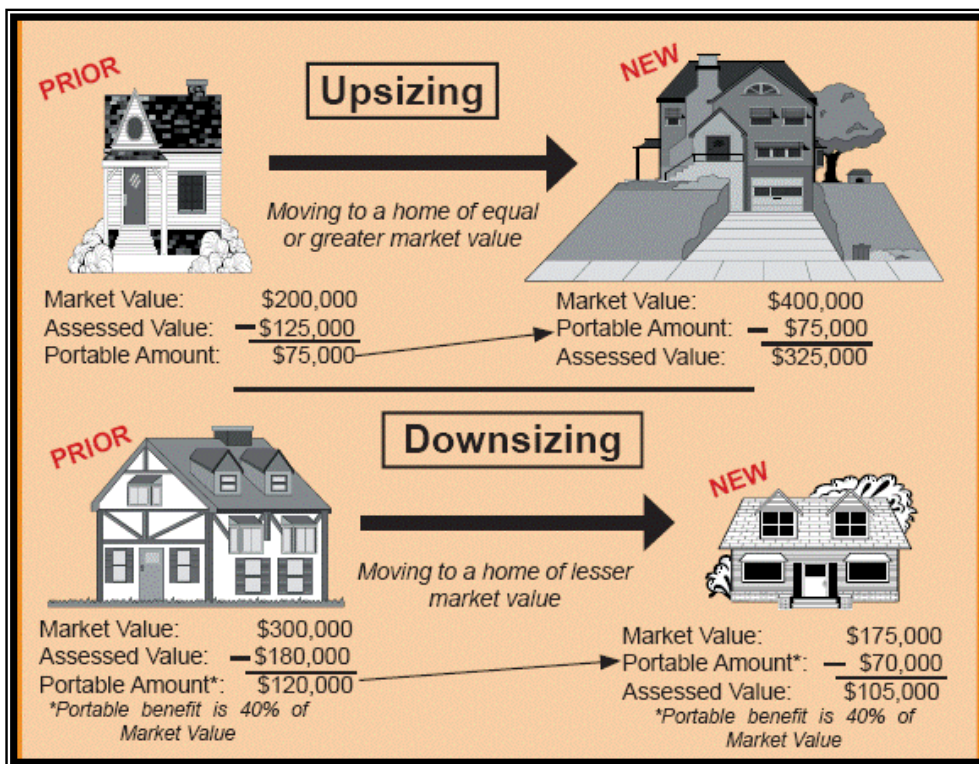 PRIOR
Upsizing
NEW
Moving to a home of equal
or greater market value
Market Value: $200,000
Assessed Value: –$125,000
Portable Amount: $75,000
Market Value: $400,000
Portable Amount: – $75,000
Assessed Value: $325,000
PRIOR
Downsizing
NEW
Moving to a home of lesser
market value
Market Value: $300,000
Assessed Value: –$180,000
Portable Amount*: $120,000
*Portable benefit is 40% of
Market Value
Market Value: $175,000
Portable Amount*: – $70,000
Assessed Value: $105,000
*Portable benefit is 40% of
Market Value